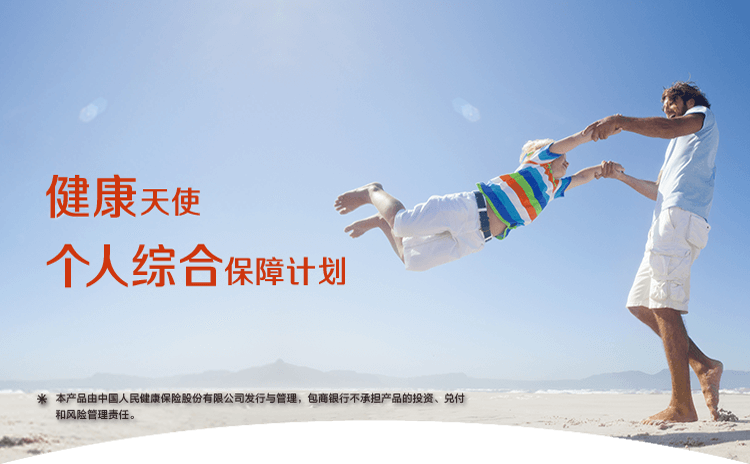 健康天使
个人综合保障计划
* 本产品由中国人民健康保险股份有限公司发行与管理，包商银行不承担产品的投资、兑付
和风险管理责任。